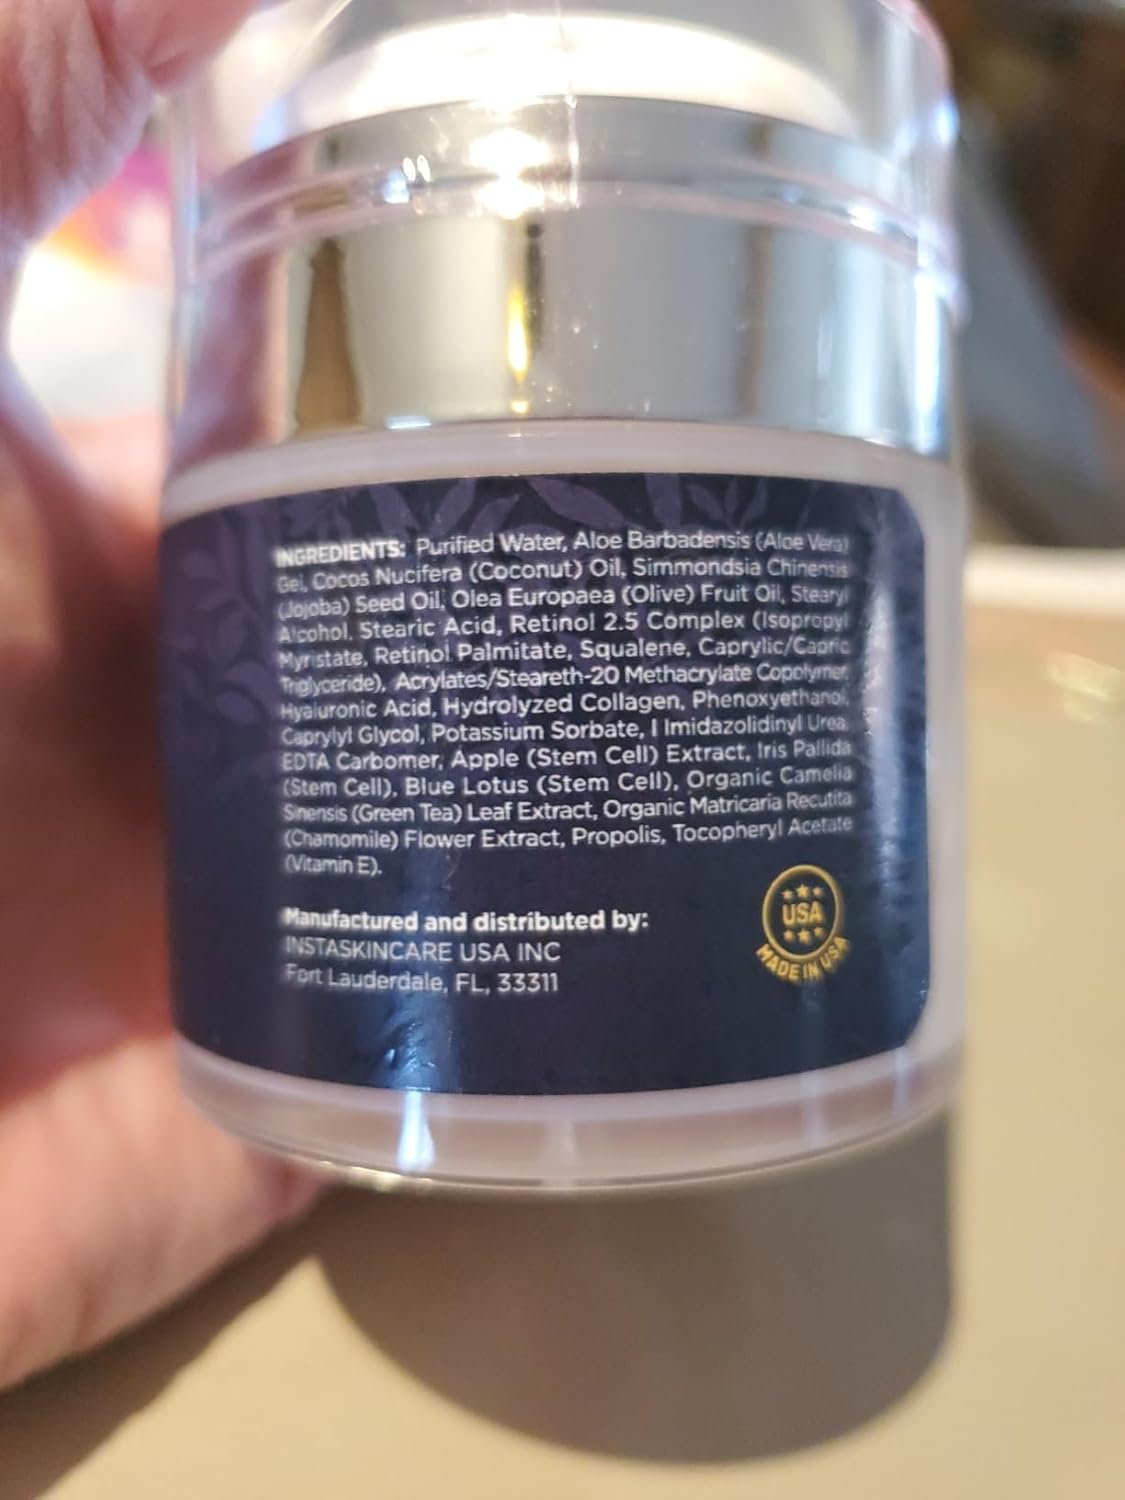 INGREDIENTS: Purified Water, Aloe Barbadensis (Aloe Vera)
Gel, Cocos Nucifera (Coconut) Oil, Simmondsia Chinensis
(Jojoba) Seed Oil, Olea Europaea (Olive) Fruit Oil, Stearyl
Alcohol, Stearic Acid, Retinol 2.5 Complex (Isopropyl
Myristate, Retinol Palmitate, Squalene, Caprylic/Capric
Triglyceride), Acrylates/Steareth-20 Methacrylate Copolymer,
Hyaluronic Acid, Hydrolyzed Collagen, Phenoxyethanol,
Caprylyl Glycol, Potassium Sorbate, I Imidazolidinyl Urea,
EDTA Carbomer, Apple (Stem Cell) Extract, Iris Pallida
(Stem Cell), Blue Lotus (Stem Cell), Organic Camelia
Sinensis (Green Tea) Leaf Extract, Organic Matricaria Recutita
(Chamomile) Flower Extract, Propolis, Tocopheryl Acetate
(Vitamin E).
Manufactured and distributed by:
INSTASKINCARE USA INC
Fort Lauderdale, FL, 33311
USA
MADE IN USA